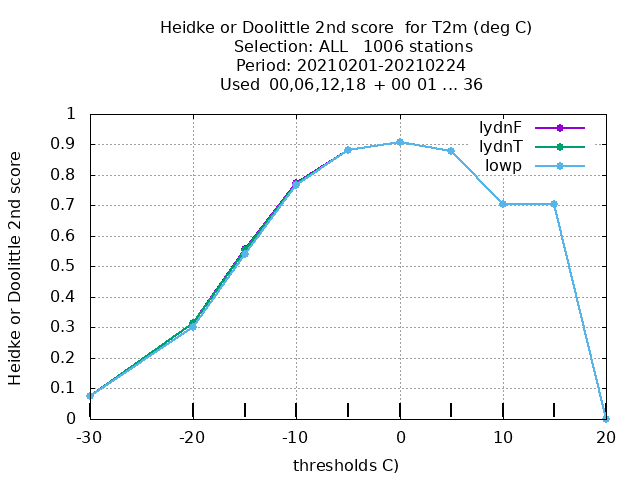 Heidke or Doolittle 2nd score  for T2m (deg C)
Selection: ALL   1006 stations
Period: 20210201-20210224
Used  00,06,12,18  + 00 01 ... 36
lydnF
lydnT
lowp
Heidke or Doolittle 2nd score
1
0.9
0.8
0.7
0.6
0.5
0.4
0.3
0.2
0.1
0
-30 -20 -10 0 10 20
thresholds C)